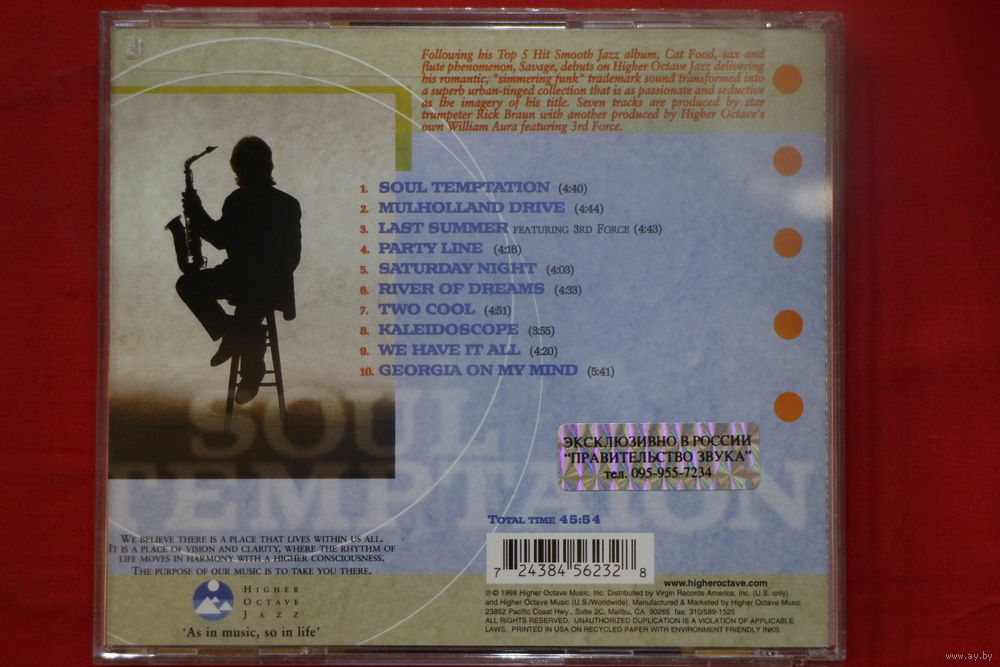 Following his Top 5 Hit Smooth Jazz album, Cat Food, sax and
flute phenomenon, Savage, debuts on Higher Octave Jazz delivering
his romantic, "simmering funk" trademark sound transformed into
a superb urban-tinged collection that is as passionate and seductive
as the imagery of his title. Seven tracks are produced by star
trumpeter Rick Braun with another produced by Higher Octave's
own William Aura featuring 3rd Force.
1. SOUL TEMPTATION (4:40)
2. MULHOLLAND DRIVE (4:44)
3. LAST SUMMER FEATURING 3RD FORCE (4:43)
4. PARTY LINE (4:18)
5. SATURDAY NIGHT (4:03)
6. RIVER OF DREAMS (4:33)
7. TWO COOL (4:51)
8. KALEIDOSCOPE (3:55)
9. WE HAVE IT ALL (4:20)
10. GEORGIA ON MY MIND (5:41)
SOUL
TEMPTATION
ЭКСКЛЮЗИВНО В РОССИИ
"ПРАВИТЕЛЬСТВО ЗВУКА"
тел. 095-955-7234
TOTAL TIME 45:54
WE BELIEVE THERE IS A PLACE THAT LIVES WITHIN US ALL.
IT IS A PLACE OF VISION AND CLARITY, WHERE THE RHYTHM OF
LIFE MOVES IN HARMONY WITH A HIGHER CONSCIOUSNESS.
THE PURPOSE OF OUR MUSIC IS TO TAKE YOU THERE.
HIGHER
OCTAVE
JAZZ
'As in music, so in life'
7 24384 56232 8
www.higheroctave.com
℗© 1998 Higher Octave Music, Inc. Distributed by Virgin Records America, Inc. (U.S. only)
and Higher Octave Music (U.S./Worldwide). Manufactured & Marketed by Higher Octave Music
23852 Pacific Coast Hwy., Suite 2C, Malibu, CA 90265 fax: 310/589-1525
ALL RIGHTS RESERVED. UNAUTHORIZED DUPLICATION IS A VIOLATION OF APPLICABLE
LAWS. PRINTED IN USA ON RECYCLED PAPER WITH ENVIRONMENT FRIENDLY INKS.
www.ay.by